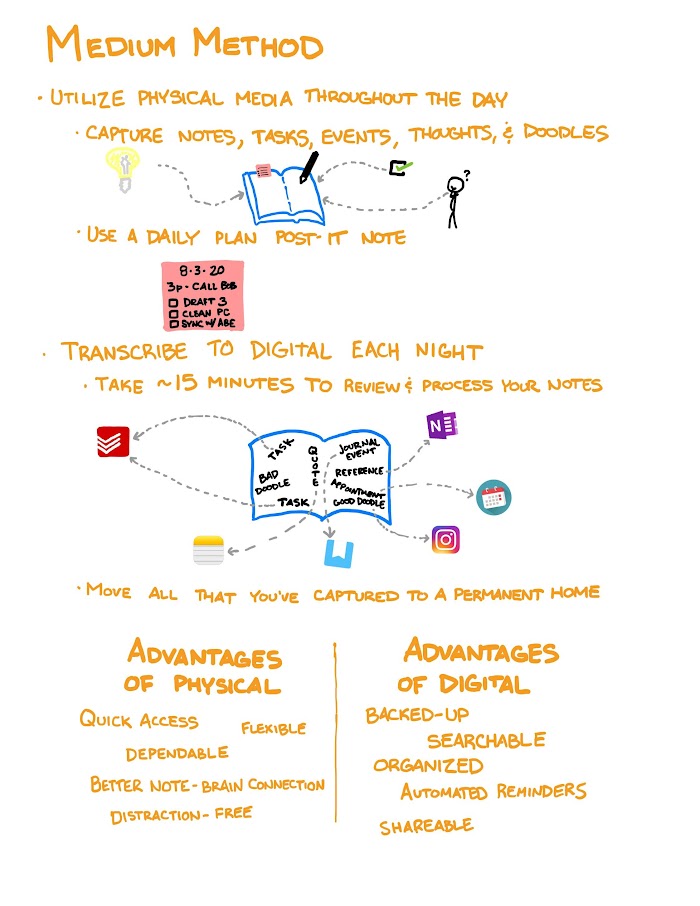 MEDIUM METHOD
· UTILIZE PHYSICAL MEDIA THROUGHOUT THE DAY
· CAPTURE NOTES, TASKS, EVENTS, THOUGHTS, & DOODLES
?
· USE A DAILY PLAN POST-IT NOTE
8·3·20
3P - CALL BOB
☐ DRAFT 3
☐ CLEAN PC
☐ SYNC W/ ABE
· TRANSCRIBE TO DIGITAL EACH NIGHT
· TAKE ~15 MINUTES TO REVIEW & PROCESS YOUR NOTES
TASK
BAD
DOODLE
TASK
QUOTE
JOURNAL
EVENT
REFERENCE
APPOINTMENT
GOOD DOODLE
N
· MOVE ALL THAT YOU'VE CAPTURED TO A PERMANENT HOME
ADVANTAGES
OF PHYSICAL
QUICK ACCESS
FLEXIBLE
DEPENDABLE
BETTER NOTE-BRAIN CONNECTION
DISTRACTION-FREE
ADVANTAGES
OF DIGITAL
BACKED-UP
SEARCHABLE
ORGANIZED
AUTOMATED REMINDERS
SHAREABLE